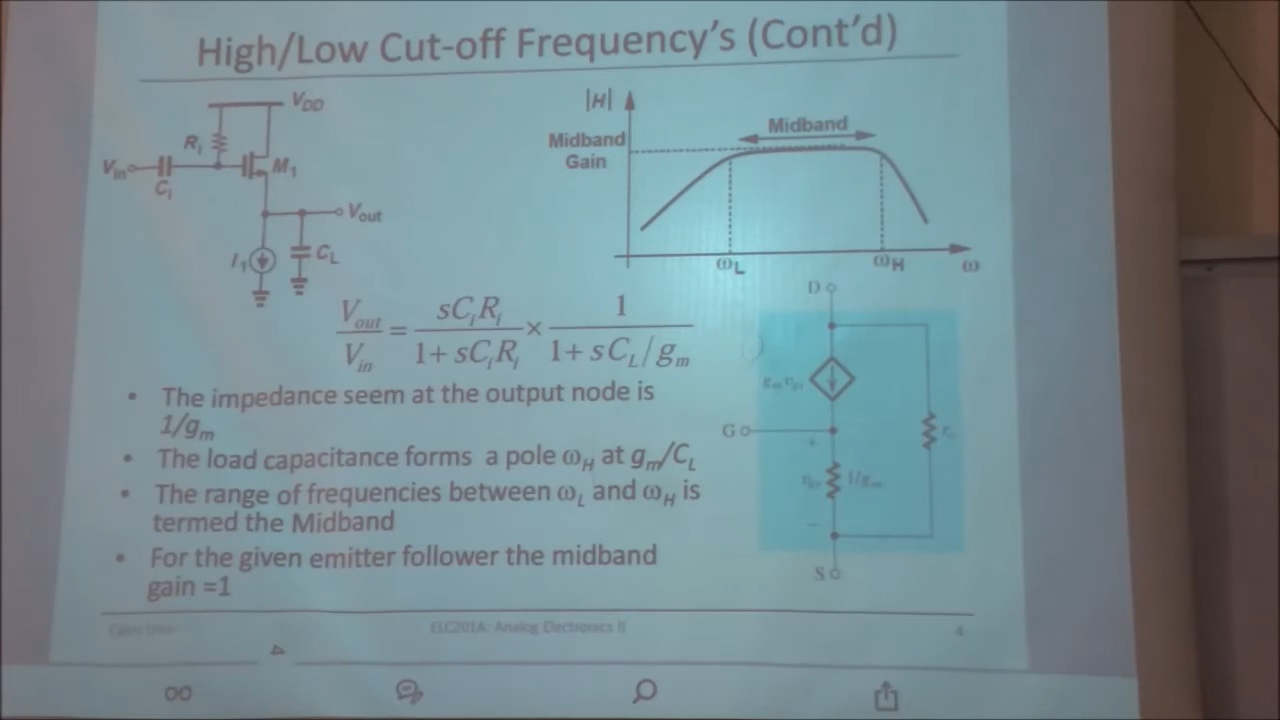 High/Low Cut-off Frequency's (Cont'd)
V_DD
R_i
V_in
C_i
M_1
V_out
I_1
C_L
|H|
Midband
Midband
Gain
ω_L
ω_H
ω
V_out / V_in = sC_iR_i / (1+ sC_iR_i) × 1 / (1+ sC_L/g_m)
• The impedance seem at the output node is
1/g_m
• The load capacitance forms a pole ω_H at g_m/C_L
• The range of frequencies between ω_L and ω_H is
termed the Midband
• For the given emitter follower the midband
gain =1
D
g_m v_gs
G
+
v_gs
1/g_m
−
S
ELC201A: Analog Electronics II
4